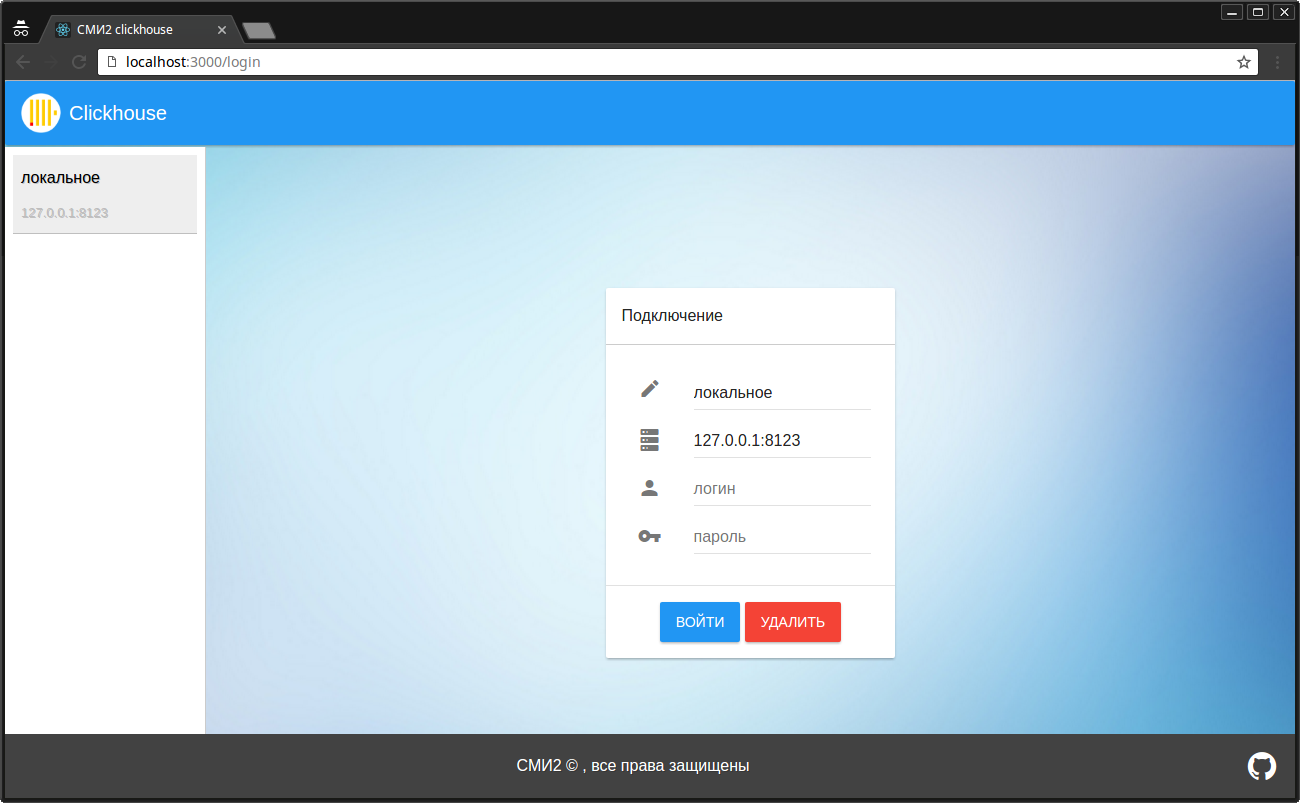 СМИ2 clickhouse
localhost:3000/login
Clickhouse
локальное
127.0.0.1:8123
Подключение
локальное
127.0.0.1:8123
логин
пароль
ВОЙТИ УДАЛИТЬ
СМИ2 © , все права защищены